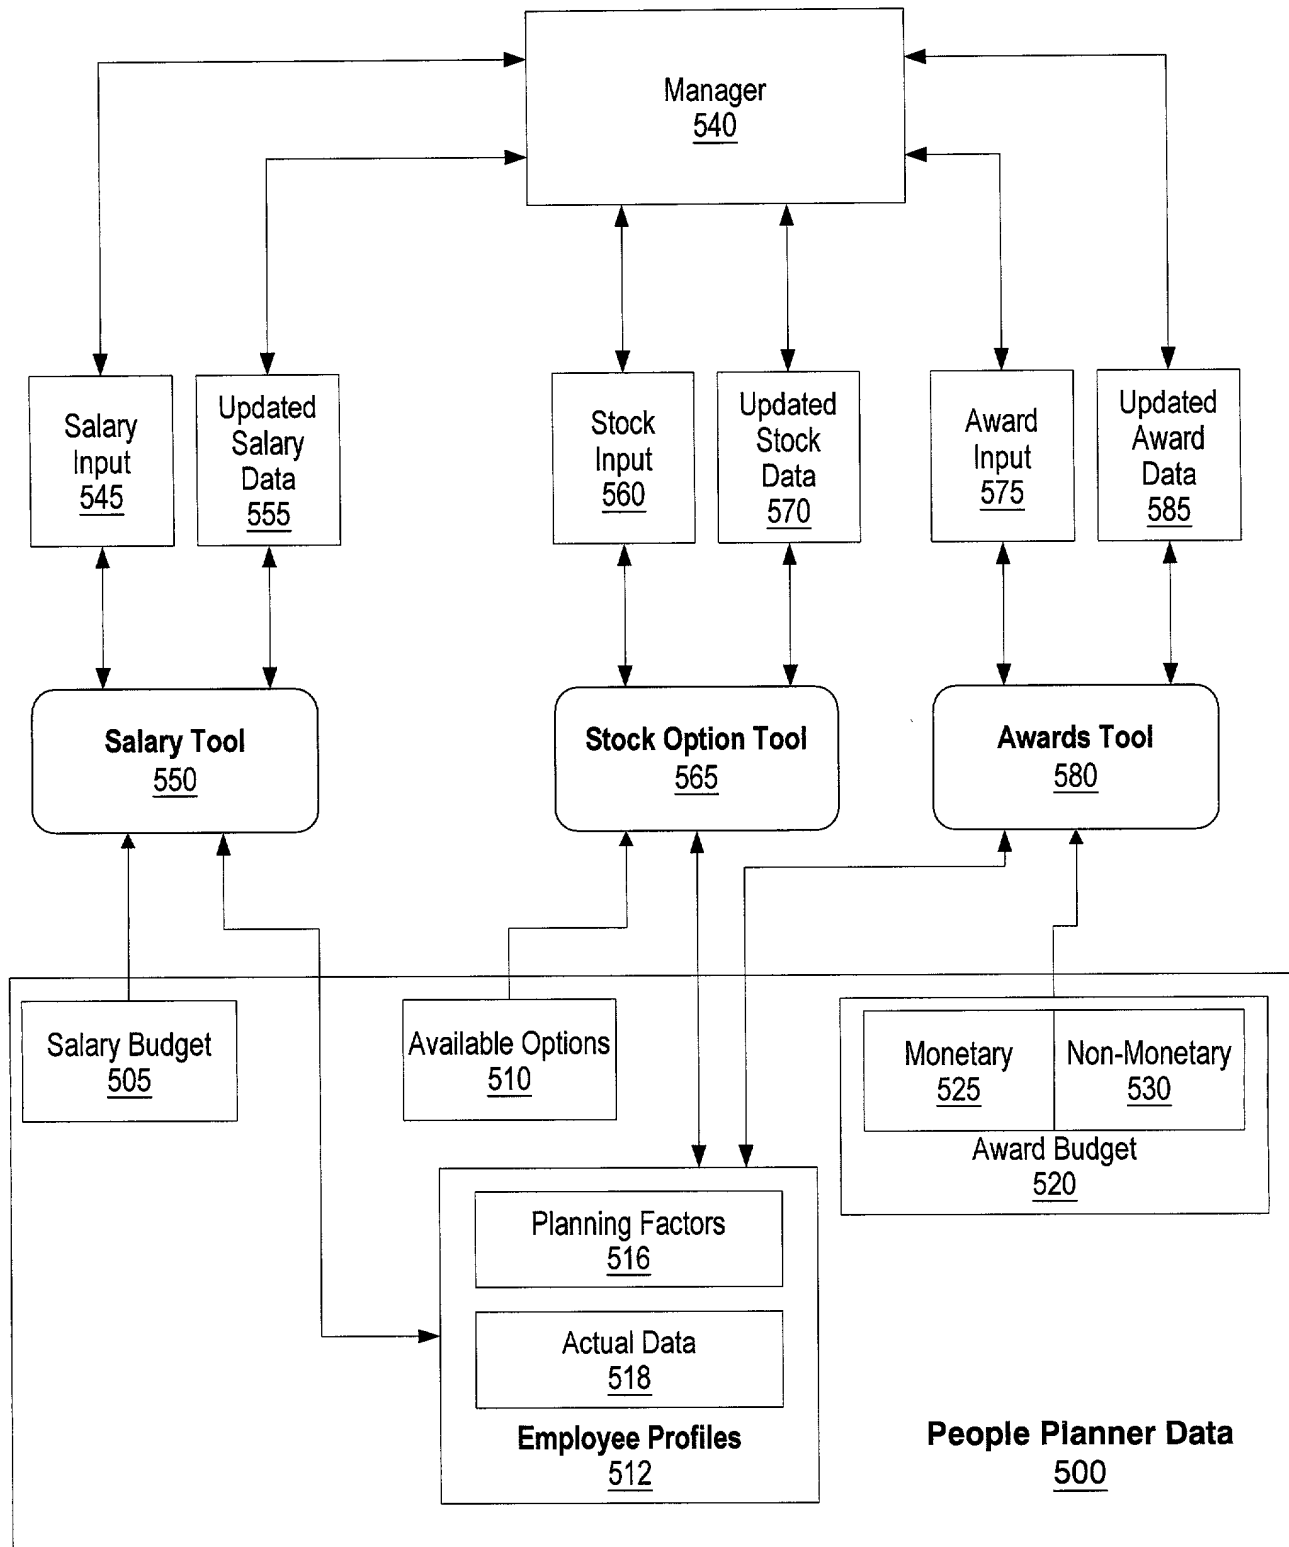 Manager
540
Salary
Input
545
Updated
Salary
Data
555
Stock
Input
560
Updated
Stock
Data
570
Award
Input
575
Updated
Award
Data
585
Salary Tool
550
Stock Option Tool
565
Awards Tool
580
Salary Budget
505
Available Options
510
Monetary
525
Non-Monetary
530
Award Budget
520
Planning Factors
516
Actual Data
518
Employee Profiles
512
People Planner Data
500